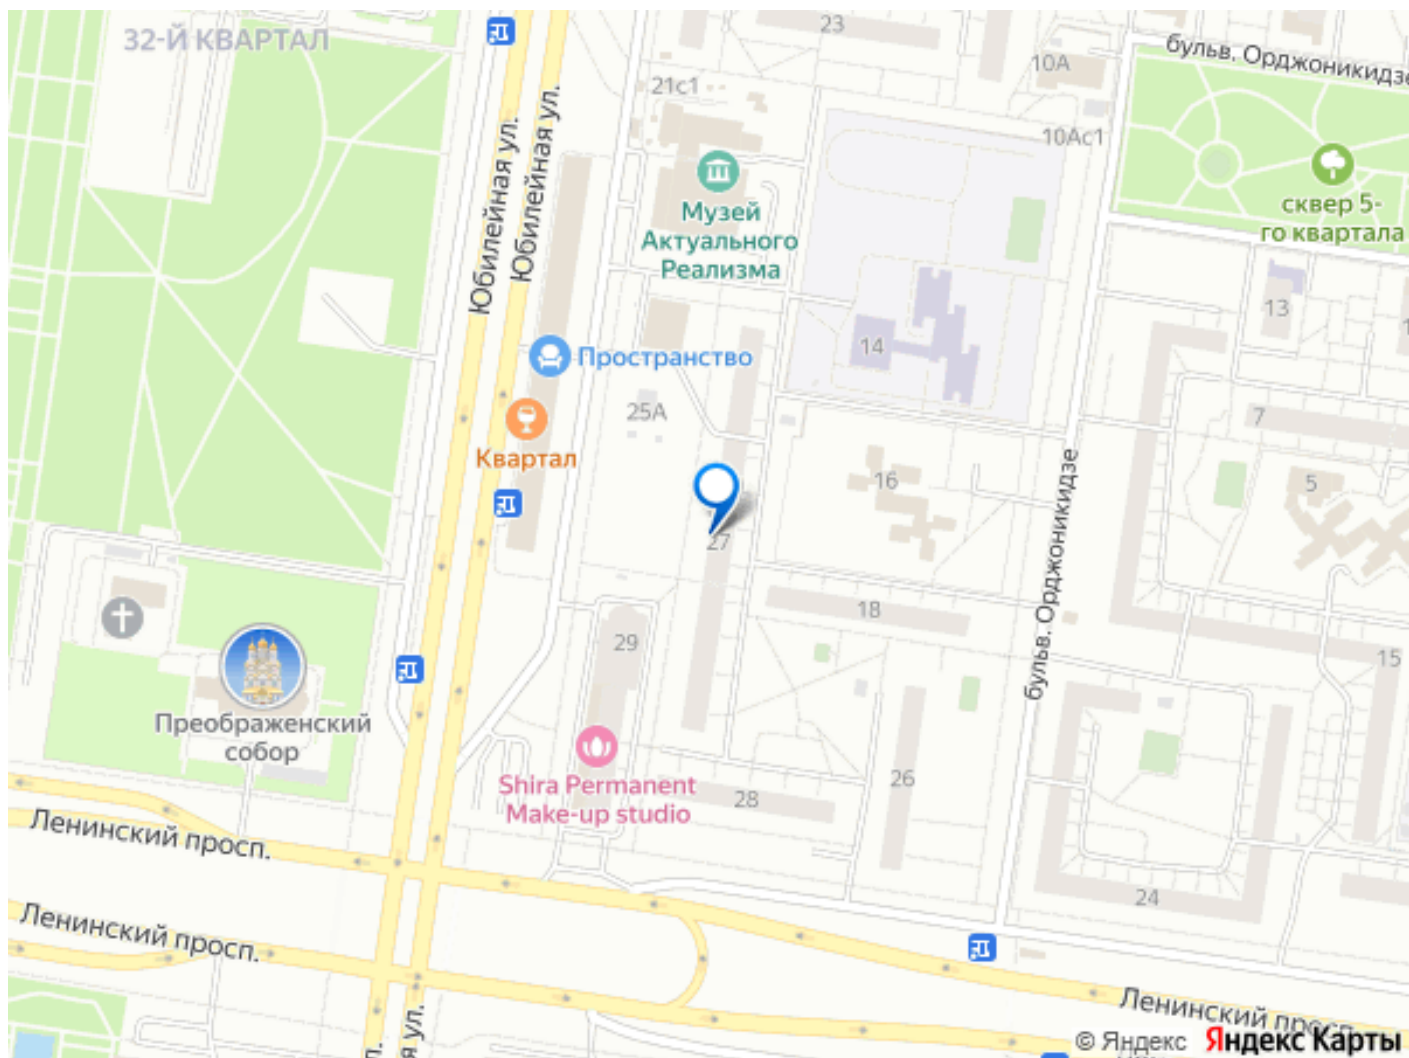 32-Й КВАРТАЛ
23
бульв. Орджоникидзе
10А
21с1
10Ас1
Юбилейная ул.
Юбилейная ул.
Музей
Актуального
Реализма
сквер 5-
го квартала
13
14
Пространство
25А
7
Квартал
16
5
27
бульв. Орджоникидзе
18
29
15
Преображенский
собор
Shira Permanent
Make-up studio
28
26
24
Ленинский просп.
Ленинский просп.
Ленинский просп.
я ул.
© Яндекс
Яндекс Карты